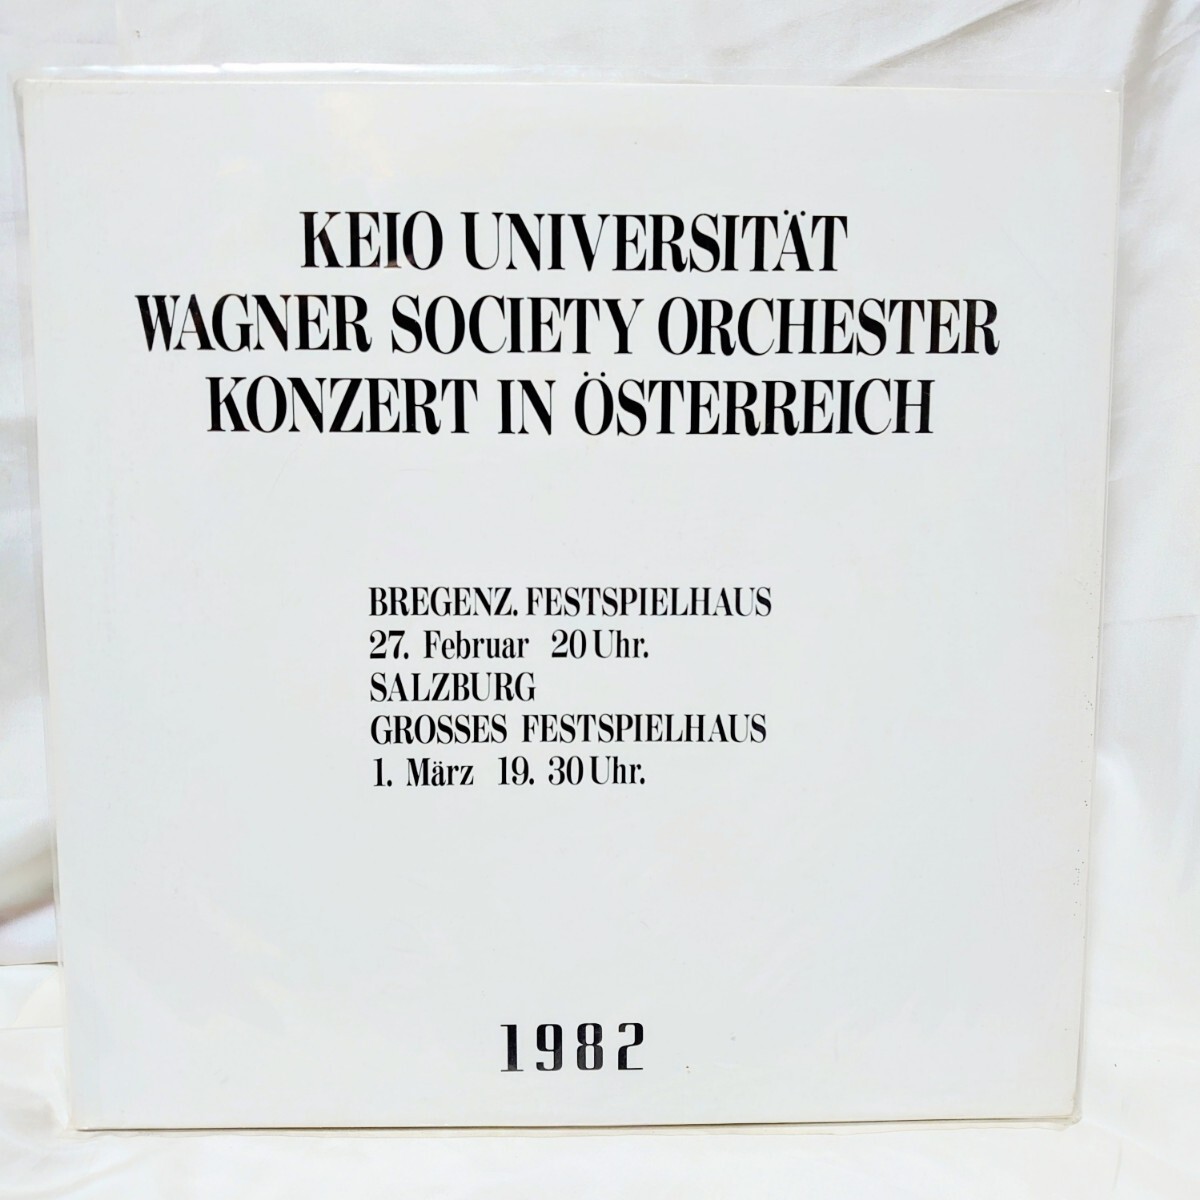 KEIO UNIVERSITÄT
WAGNER SOCIETY ORCHESTER
KONZERT IN ÖSTERREICH
BREGENZ. FESTSPIELHAUS
27. Februar 20 Uhr.
SALZBURG
GROSSES FESTSPIELHAUS
1. März 19. 30 Uhr.
1982